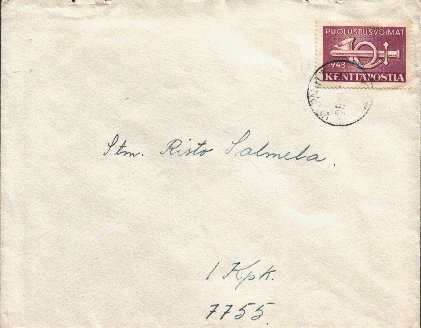 PUOLUSTUSVOIMAT
1943
KENTTÄPOSTIA
Stm. Risto Salmela.
1 Kpk.
7755